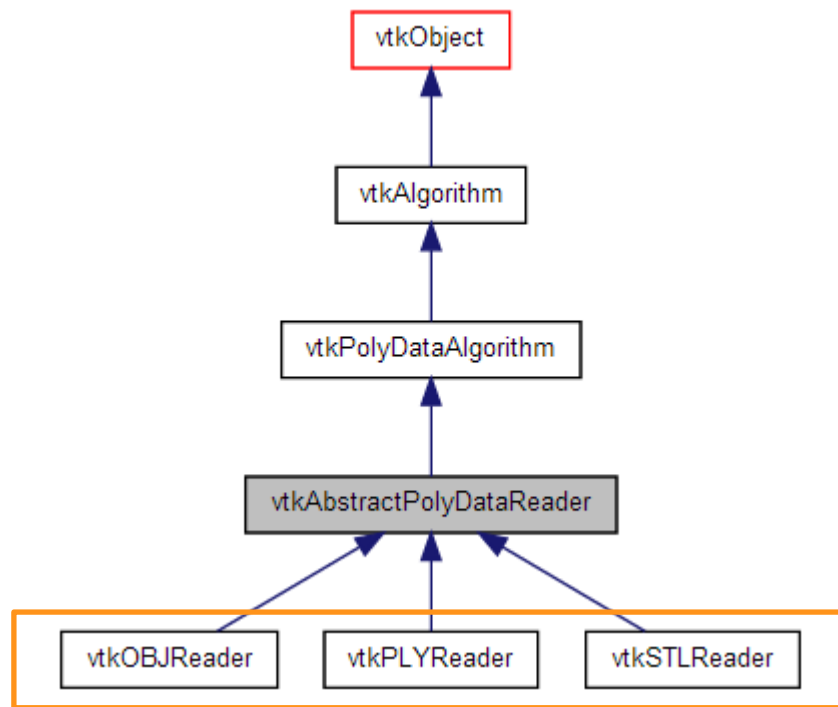 vtkObject
vtkAlgorithm
vtkPolyDataAlgorithm
vtkAbstractPolyDataReader
vtkOBJReader vtkPLYReader vtkSTLReader